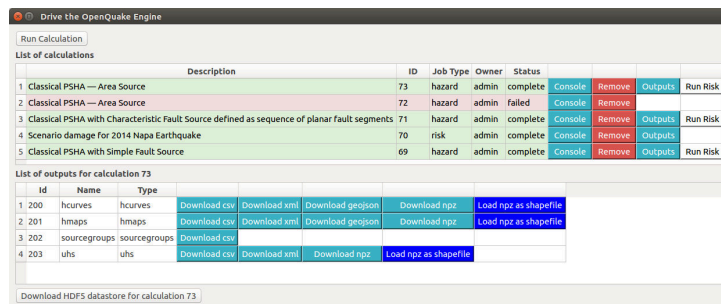 Drive the OpenQuake Engine
Run Calculation
List of calculations
Description ID Job Type Owner Status
1 Classical PSHA — Area Source 73 hazard admin complete Console Remove Outputs Run Risk
2 Classical PSHA — Area Source 72 hazard admin failed Console Remove
3 Classical PSHA with Characteristic Fault Source defined as sequence of planar fault segments 71 hazard admin complete Console Remove Outputs Run Risk
4 Scenario damage for 2014 Napa Earthquake 70 risk admin complete Console Remove Outputs
5 Classical PSHA with Simple Fault Source 69 hazard admin complete Console Remove Outputs Run Risk
List of outputs for calculation 73
Id Name Type
1 200 hcurves hcurves Download csv Download xml Download geojson Download npz Load npz as shapefile
2 201 hmaps hmaps Download csv Download xml Download geojson Download npz Load npz as shapefile
3 202 sourcegroups sourcegroups Download csv
4 203 uhs uhs Download csv Download xml Download npz Load npz as shapefile
Download HDF5 datastore for calculation 73